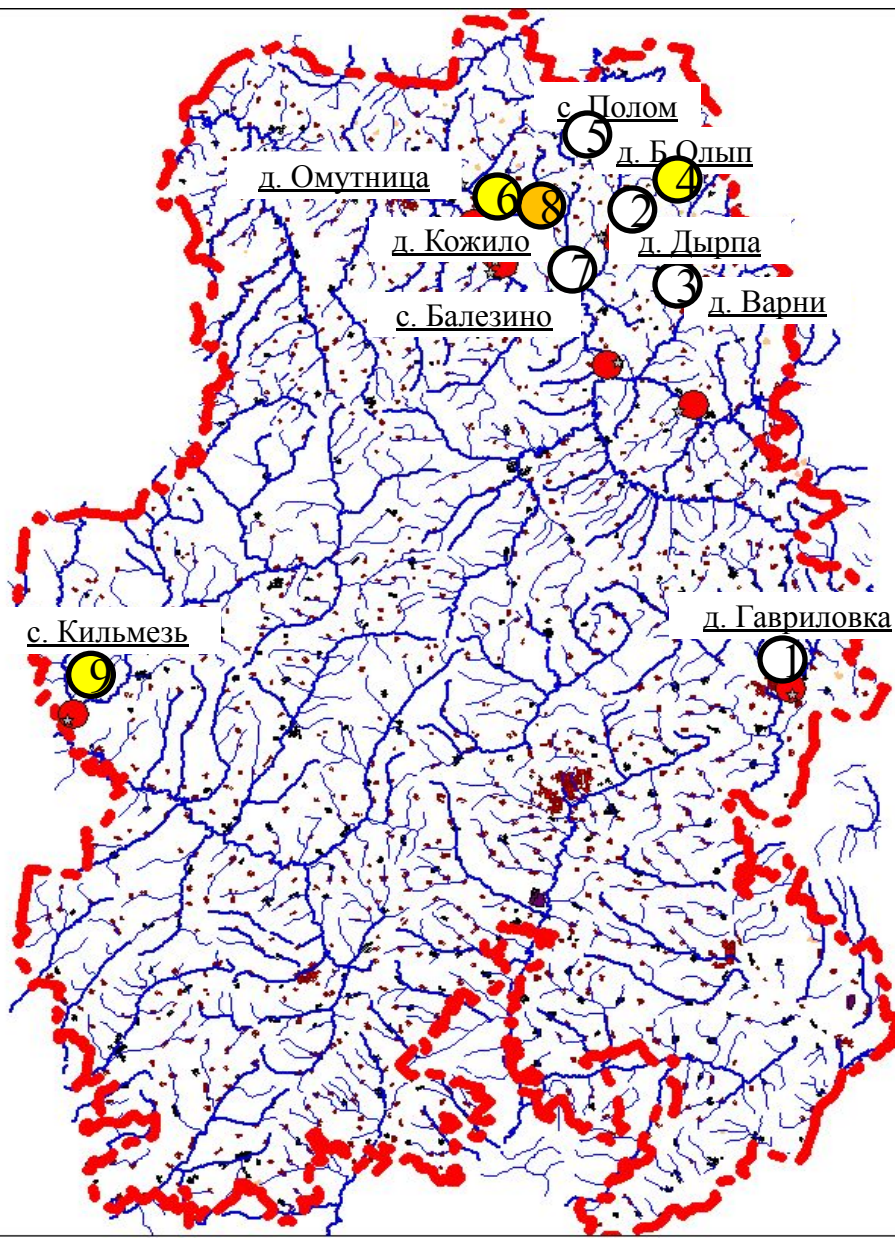 с. Полом
5
д. Б.Олып
д. Омутница
4
6
8
2
д. Кожило
д. Дырпа
7
3
д. Варни
с. Балезино
с. Кильмезь
д. Гавриловка
9
1